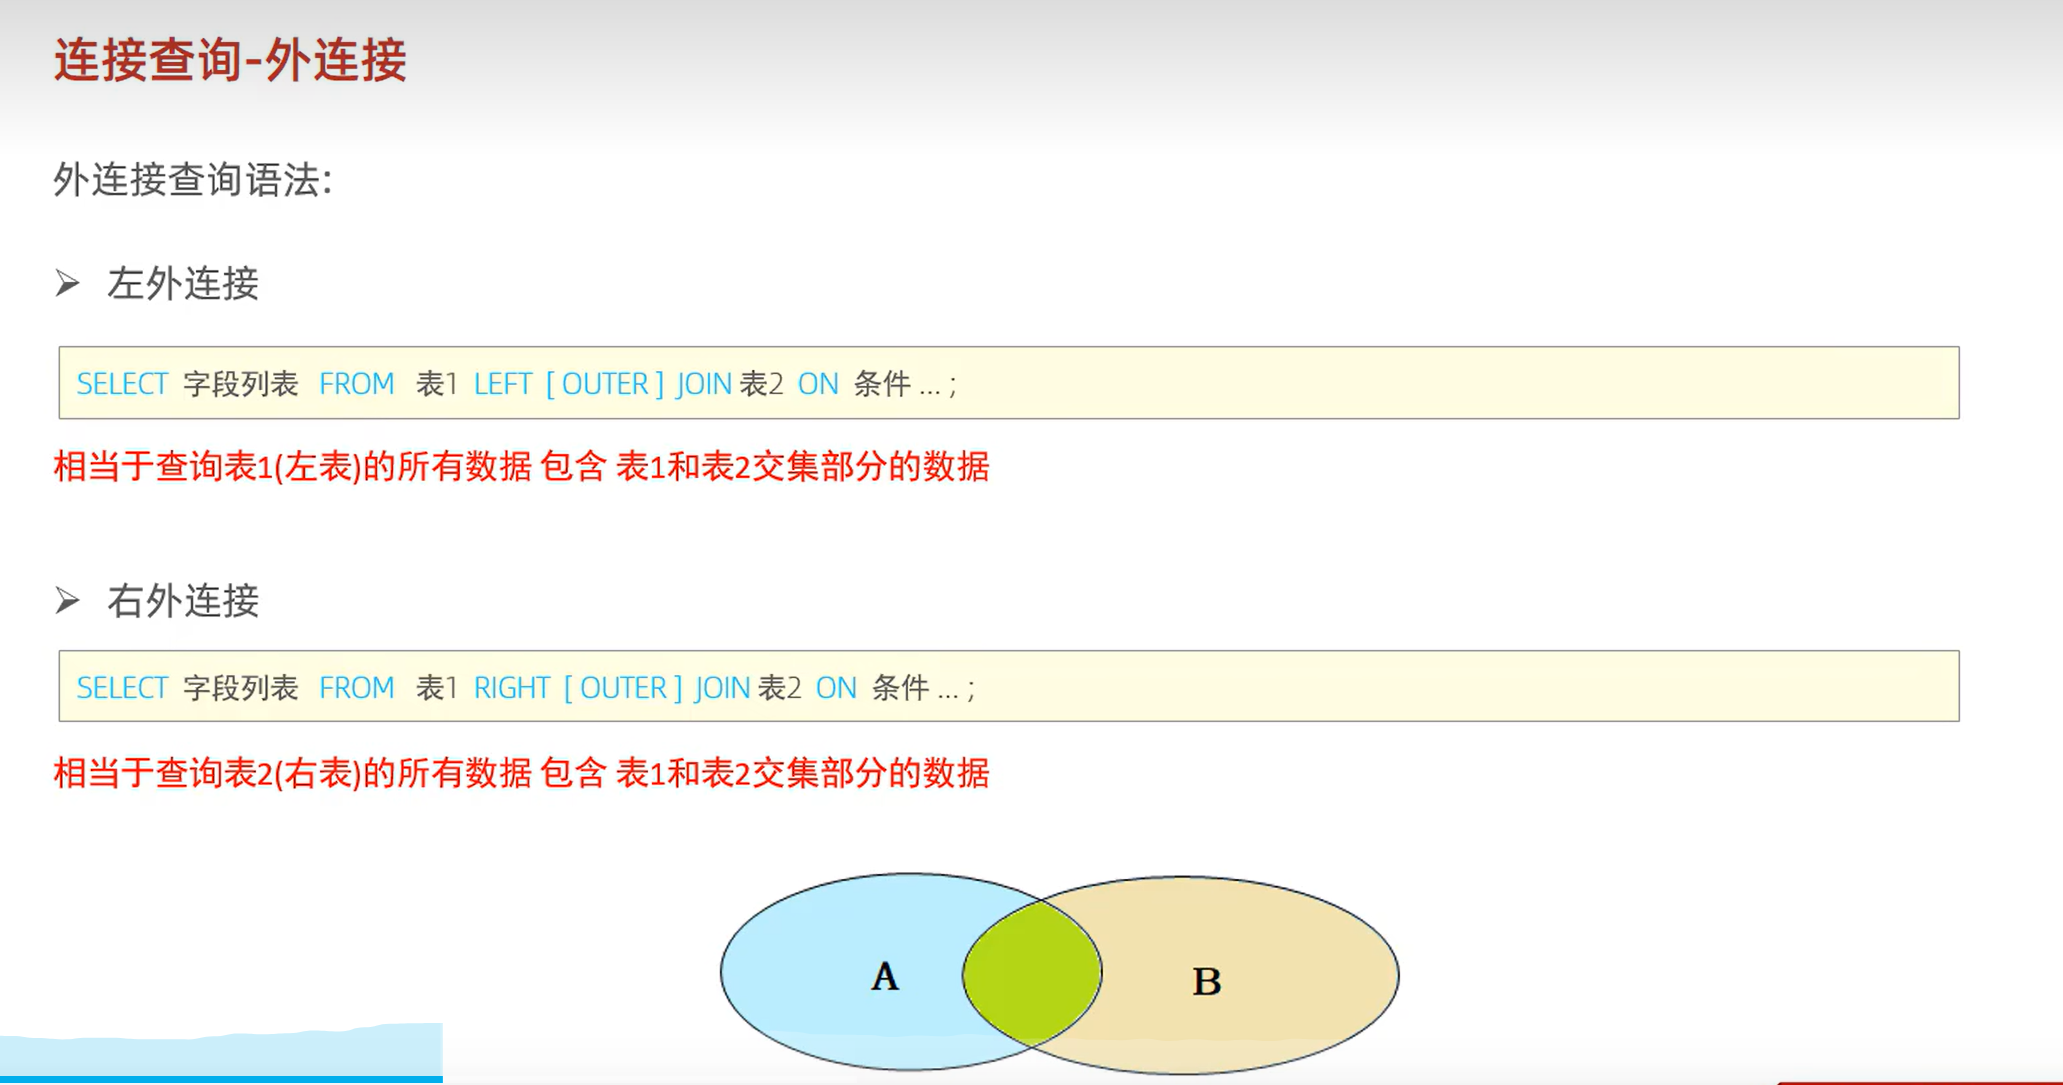 连接查询-外连接
外连接查询语法:
➢ 左外连接
SELECT 字段列表 FROM 表1 LEFT [ OUTER ] JOIN 表2 ON 条件 ... ;
相当于查询表1(左表)的所有数据 包含 表1和表2交集部分的数据
➢ 右外连接
SELECT 字段列表 FROM 表1 RIGHT [ OUTER ] JOIN 表2 ON 条件 ... ;
相当于查询表2(右表)的所有数据 包含 表1和表2交集部分的数据
A
B